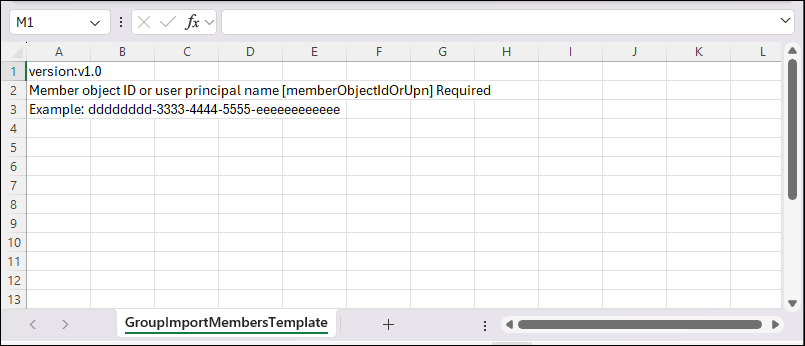 M1
fx
A B C D E F G H I J K L
1 version:v1.0
2 Member object ID or user principal name [memberObjectIdOrUpn] Required
3 Example: dddddddd-3333-4444-5555-eeeeeeeeeeee
4
5
6
7
8
9
10
11
12
13
GroupImportMembersTemplate